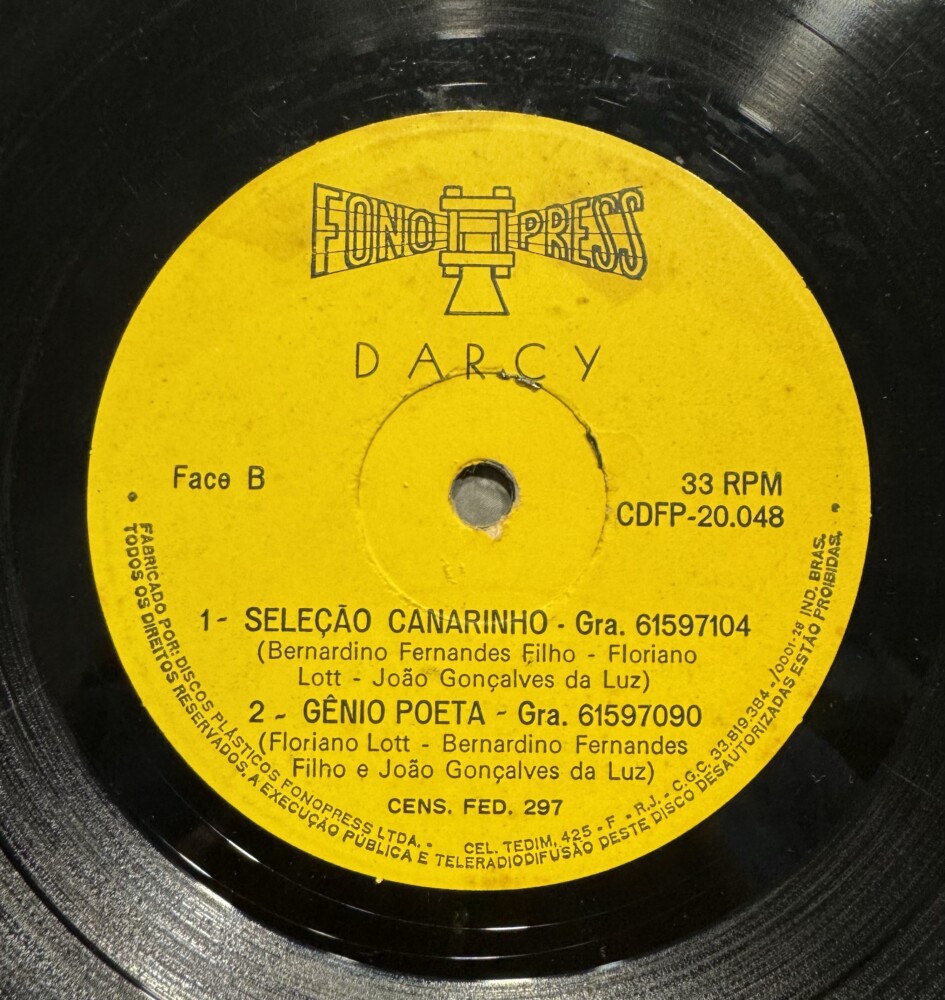 FONOPRESS
DARCY
Face B
33 RPM
CDFP-20.048
1- SELEÇÃO CANARINHO - Gra. 61597104
(Bernardino Fernandes Filho - Floriano
Lott - João Gonçalves da Luz)
2 - GÊNIO POETA - Gra. 61597090
(Floriano Lott - Bernardino Fernandes
Filho e João Gonçalves da Luz)
CENS. FED. 297
FABRICADO POR: DISCOS PLÁSTICOS FONOPRESS LTDA. - CEL. TEDIM, 425 - F - R.J. - C.G.C. 33.819.384-/0001-26 IND. BRAS.
TODOS OS DIREITOS RESERVADOS. A EXECUÇÃO PÚBLICA E TELERADIODIFUSÃO DESTE DISCO DESAUTORIZADAS ESTÃO PROIBIDAS.